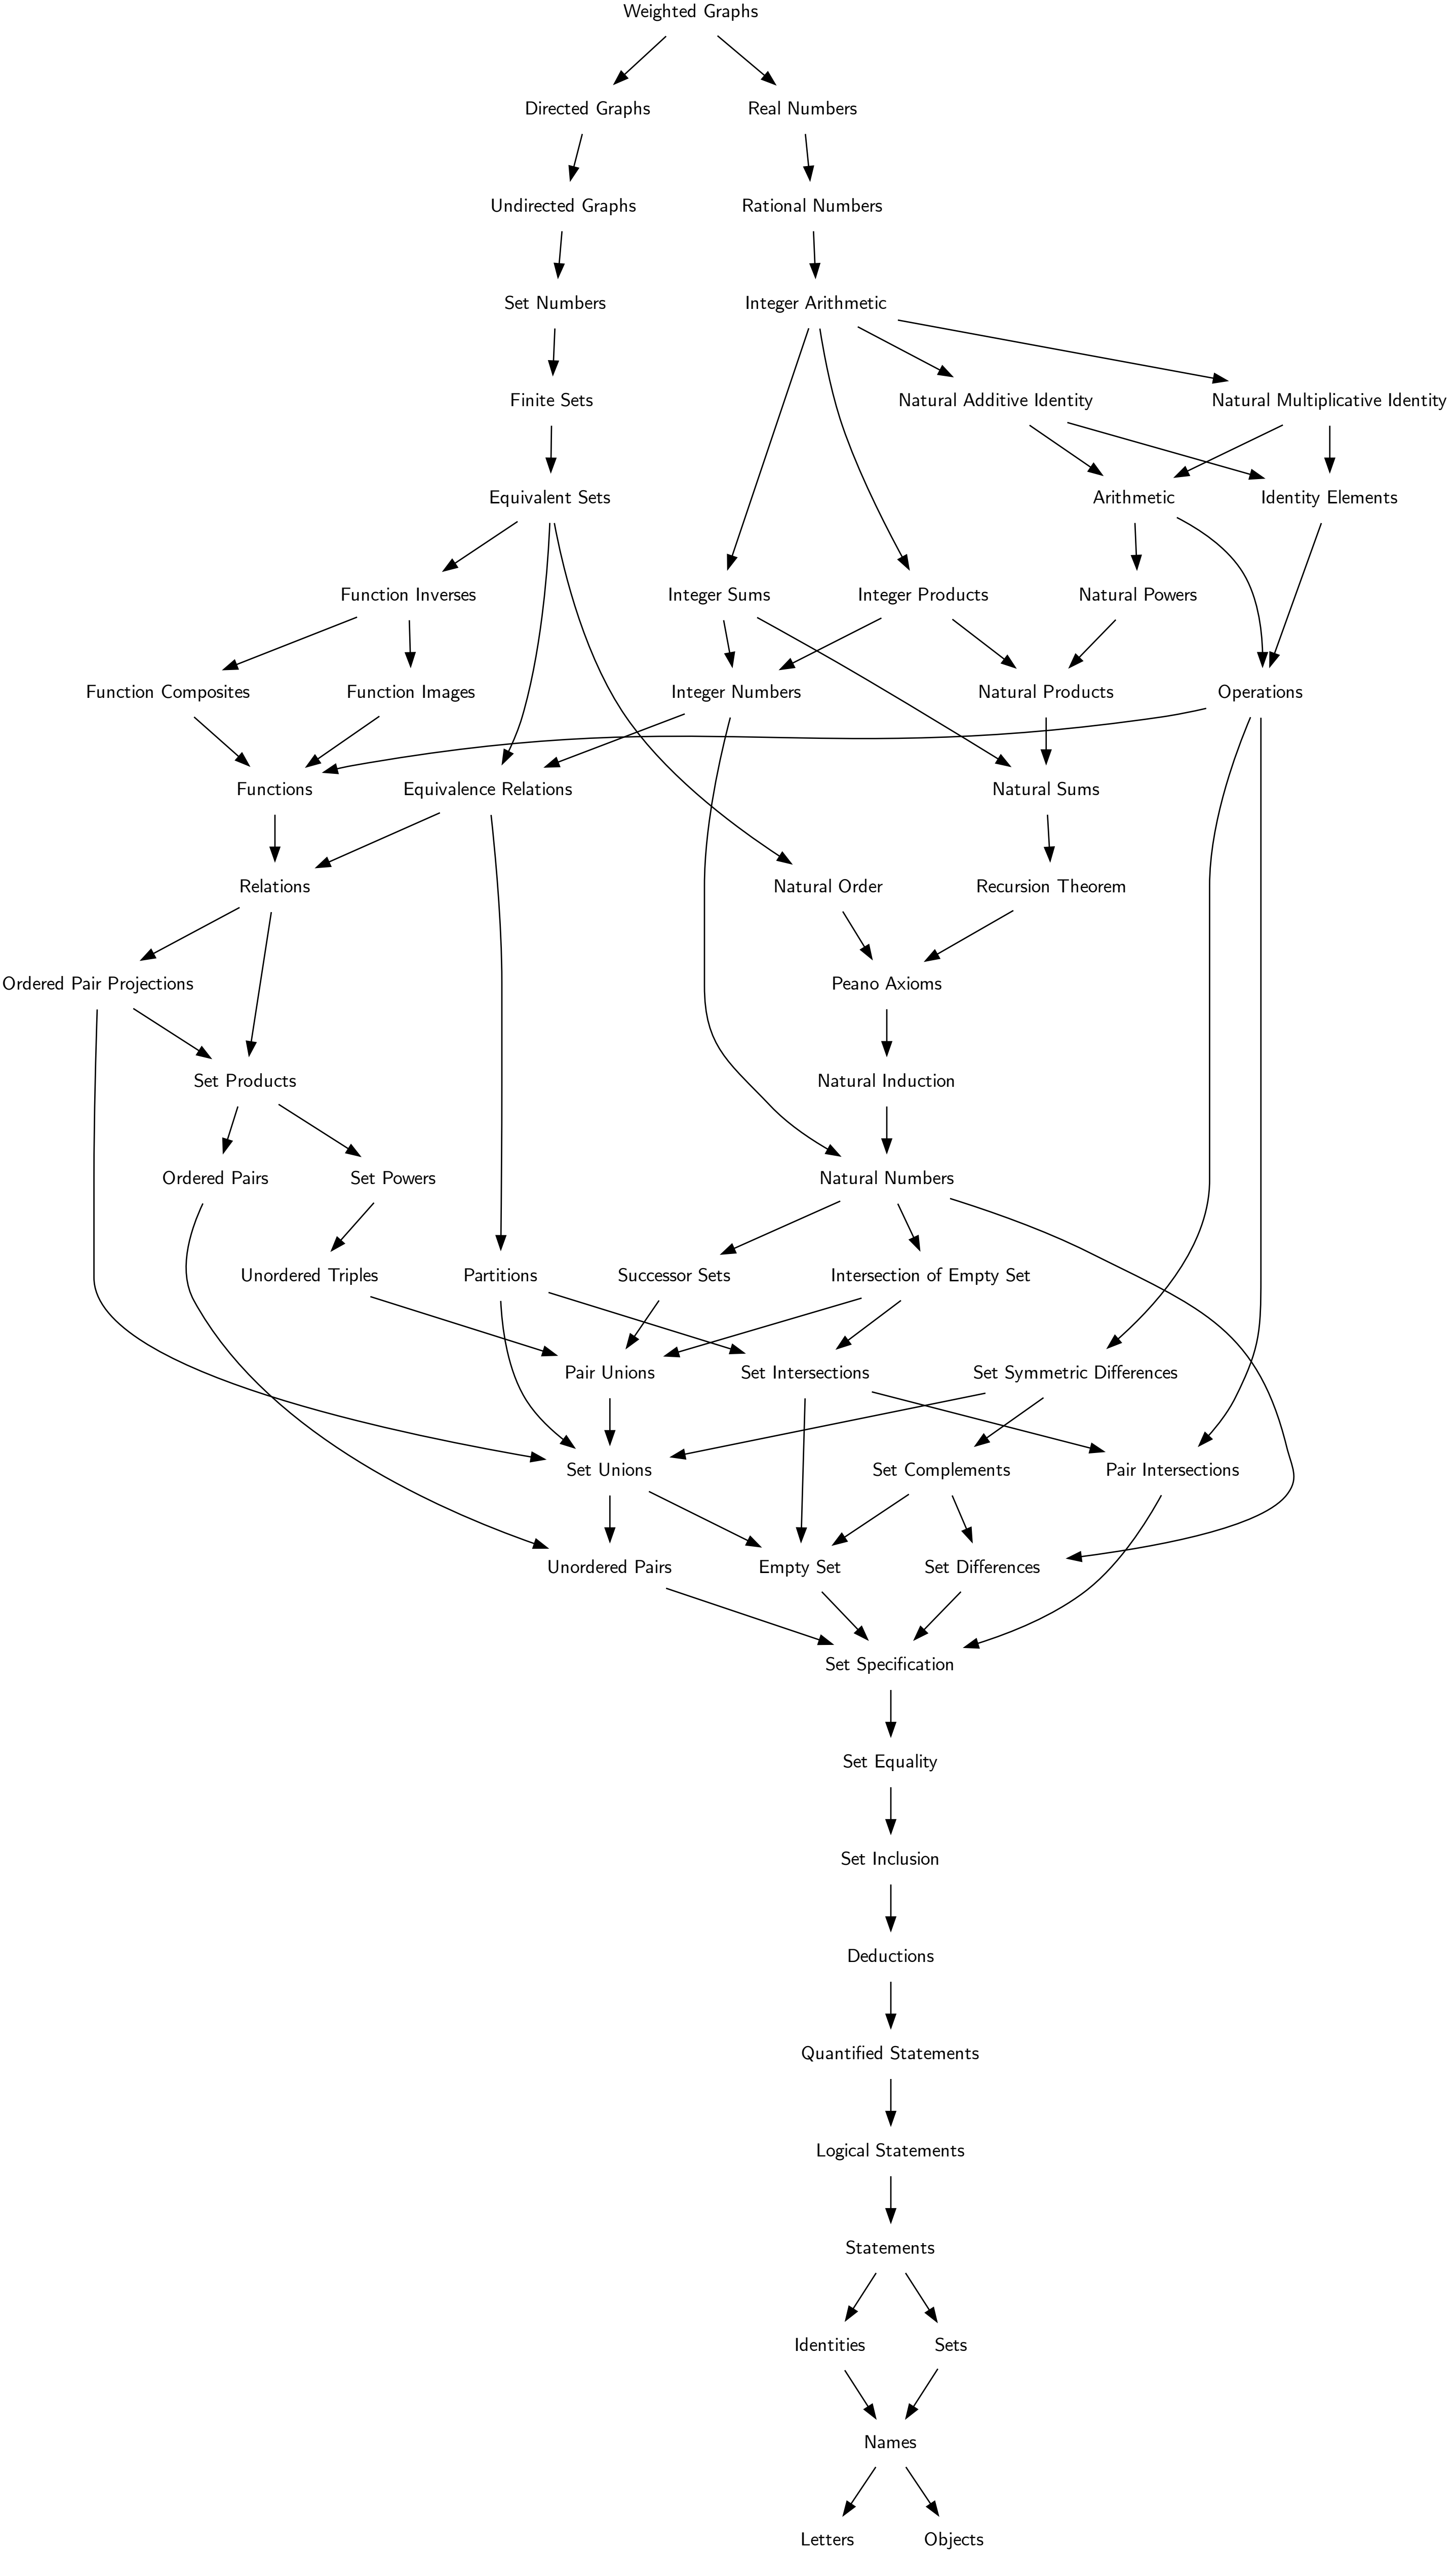 Weighted Graphs
Directed Graphs
Real Numbers
Undirected Graphs
Rational Numbers
Set Numbers
Integer Arithmetic
Finite Sets
Natural Additive Identity
Natural Multiplicative Identity
Equivalent Sets
Arithmetic
Identity Elements
Function Inverses
Integer Sums
Integer Products
Natural Powers
Function Composites
Function Images
Integer Numbers
Natural Products
Operations
Functions
Equivalence Relations
Natural Sums
Relations
Natural Order
Recursion Theorem
Ordered Pair Projections
Peano Axioms
Set Products
Natural Induction
Ordered Pairs
Set Powers
Natural Numbers
Unordered Triples
Partitions
Successor Sets
Intersection of Empty Set
Pair Unions
Set Intersections
Set Symmetric Differences
Set Unions
Set Complements
Pair Intersections
Unordered Pairs
Empty Set
Set Differences
Set Specification
Set Equality
Set Inclusion
Deductions
Quantified Statements
Logical Statements
Statements
Identities
Sets
Names
Letters
Objects